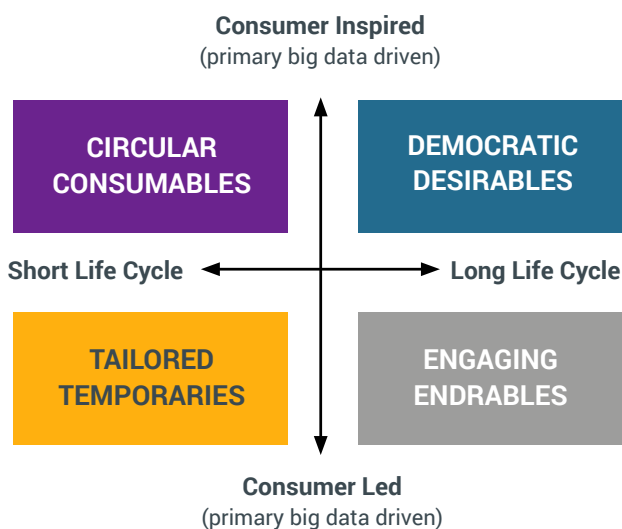 Consumer Inspired
(primary big data driven)
CIRCULAR
CONSUMABLES
DEMOCRATIC
DESIRABLES
Short Life Cycle
Long Life Cycle
TAILORED
TEMPORARIES
ENGAGING
ENDRABLES
Consumer Led
(primary big data driven)